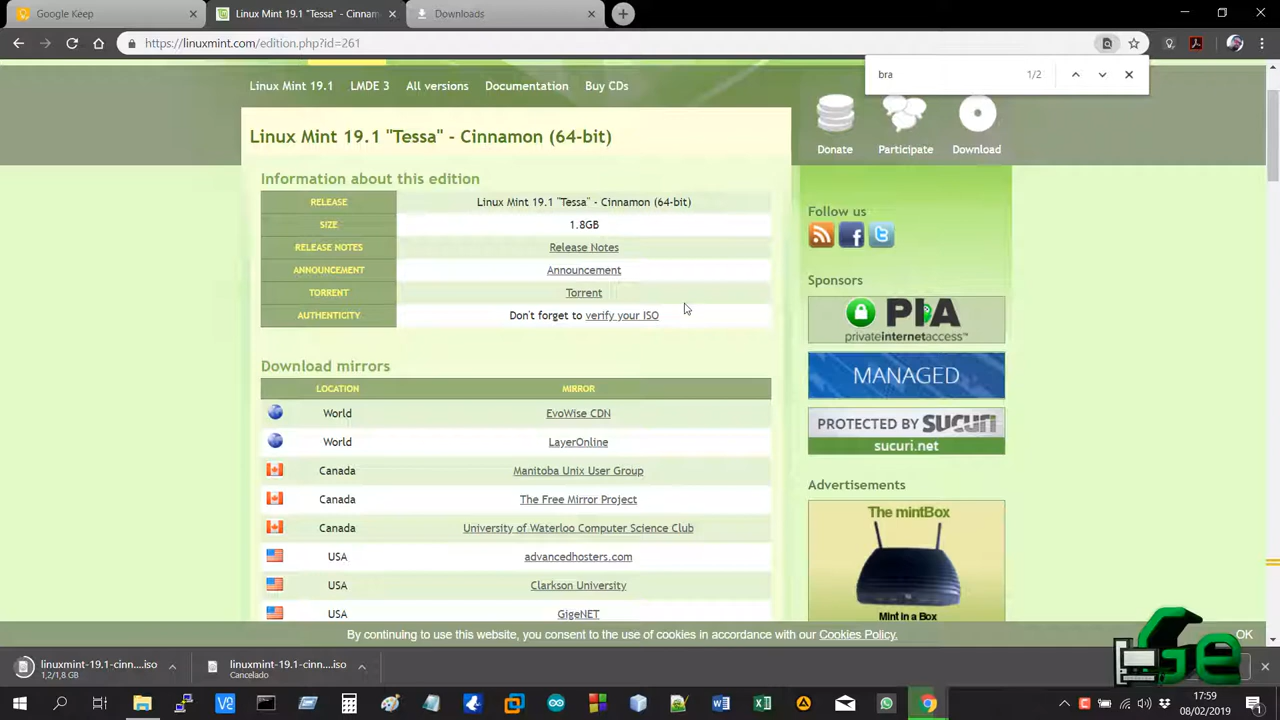 Google Keep
Linux Mint 19.1 "Tessa" - Cinnam
Downloads
https://linuxmint.com/edition.php?id=261
bra
1/2
Linux Mint 19.1 LMDE 3 All versions Documentation Buy CDs
Donate Participate Download
Linux Mint 19.1 "Tessa" - Cinnamon (64-bit)
Information about this edition
RELEASE Linux Mint 19.1 "Tessa" - Cinnamon (64-bit)
SIZE 1.8GB
RELEASE NOTES Release Notes
ANNOUNCEMENT Announcement
TORRENT Torrent
AUTHENTICITY Don't forget to verify your ISO
Download mirrors
LOCATION MIRROR
World EvoWise CDN
World LayerOnline
Canada Manitoba Unix User Group
Canada The Free Mirror Project
Canada University of Waterloo Computer Science Club
USA advancedhosters.com
USA Clarkson University
USA GigeNET
Follow us
Sponsors
PIA
privateinternetaccess™
MANAGED
PROTECTED BY SUCURI
sucuri.net
Advertisements
The mintBox
Mint in a Box
By continuing to use this website, you consent to the use of cookies in accordance with our Cookies Policy.
OK
linuxmint-19.1-cinn....iso
1,2/1,8 GB
linuxmint-19.1-cinn....iso
Cancelado
Ge
17:59
08/02/2019